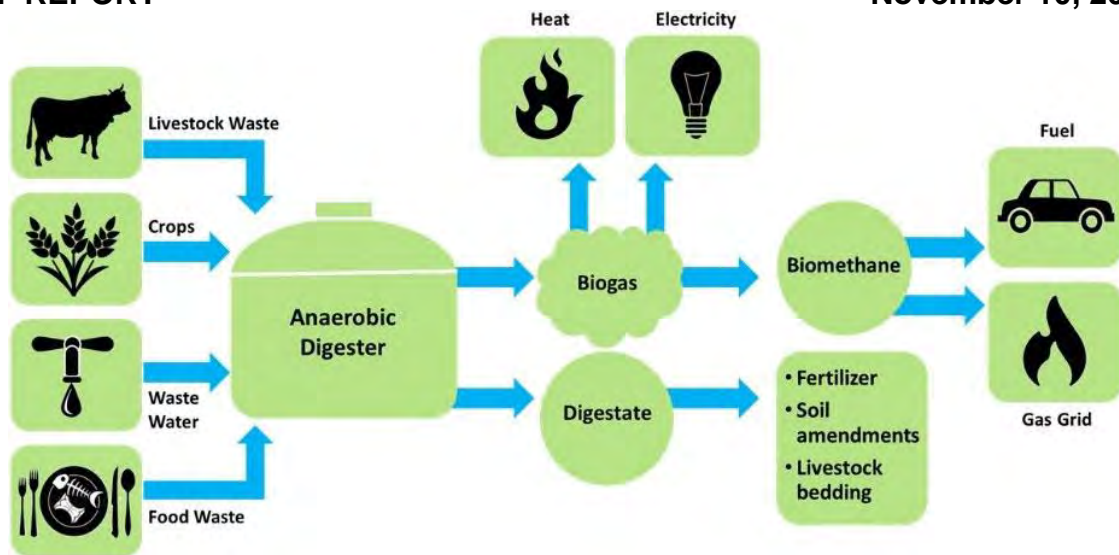 REPORT
Heat
Electricity
Livestock Waste
Fuel
Crops
Biogas
Biomethane
Anaerobic
Digester
Waste
Water
Digestate
• Fertilizer
• Soil
amendments
• Livestock
bedding
Gas Grid
Food Waste